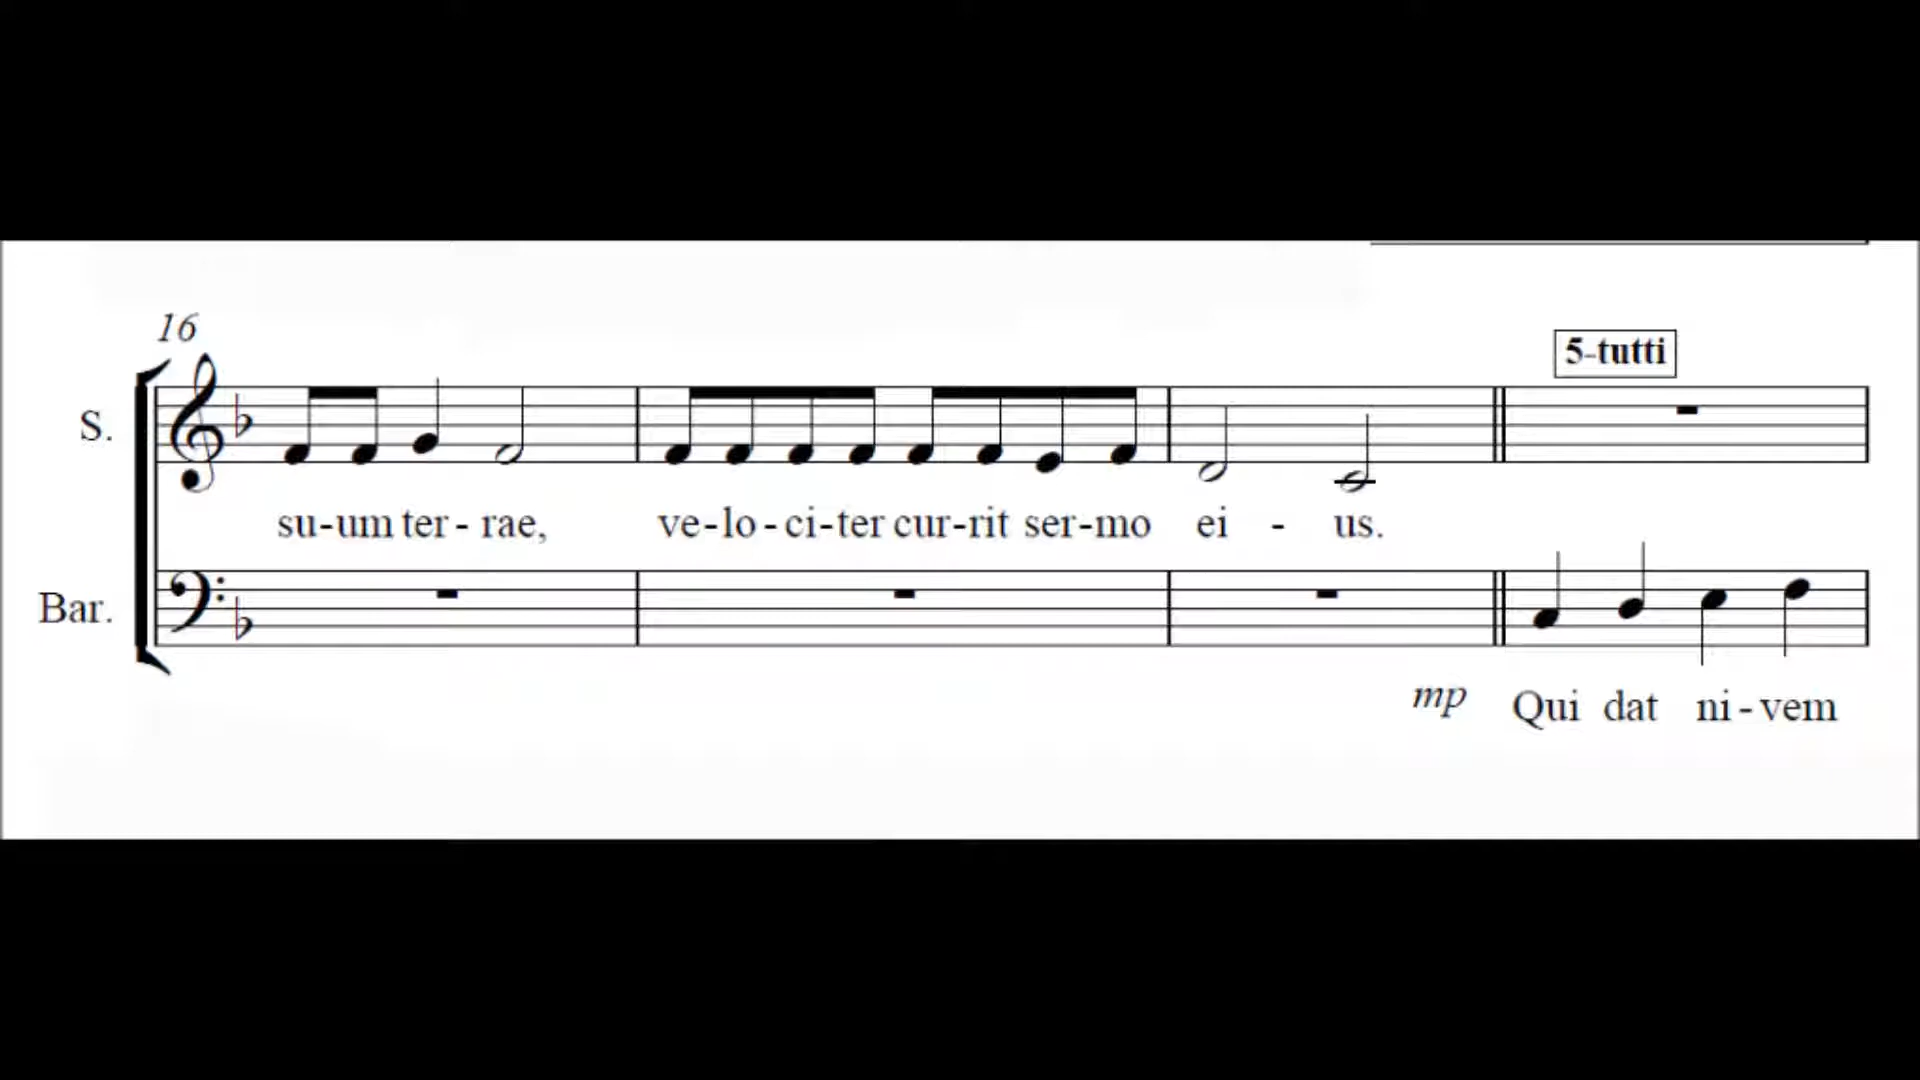 16
5-tutti
S.
su-um ter - rae, ve-lo-ci-ter cur-rit ser-mo ei - us.
Bar.
mp Qui dat ni-vem